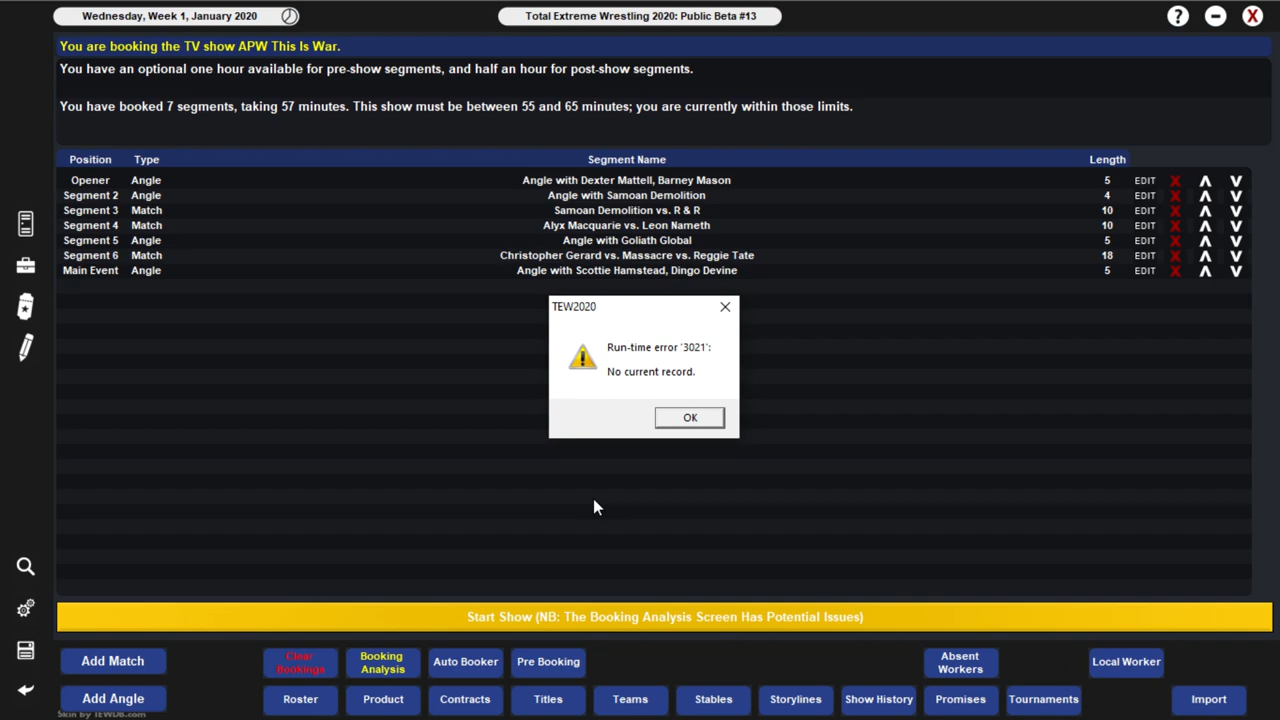 Wednesday, Week 1, January 2020
Total Extreme Wrestling 2020: Public Beta #13
?
X
You are booking the TV show APW This Is War.
You have an optional one hour available for pre-show segments, and half an hour for post-show segments.
You have booked 7 segments, taking 57 minutes. This show must be between 55 and 65 minutes; you are currently within those limits.
Position Type Segment Name Length
Opener Angle Angle with Dexter Mattell, Barney Mason 5 EDIT X
Segment 2 Angle Angle with Samoan Demolition 4 EDIT X
Segment 3 Match Samoan Demolition vs. R & R 10 EDIT X
Segment 4 Match Alyx Macquarie vs. Leon Nameth 10 EDIT X
Segment 5 Angle Angle with Goliath Global 5 EDIT X
Segment 6 Match Christopher Gerard vs. Massacre vs. Reggie Tate 18 EDIT X
Main Event Angle Angle with Scottie Hamstead, Dingo Devine 5 EDIT X
TEW2020
Run-time error '3021':
No current record.
OK
Start Show (NB: The Booking Analysis Screen Has Potential Issues)
Add Match
Clear
Bookings
Booking
Analysis
Auto Booker
Pre Booking
Absent
Workers
Local Worker
Add Angle
Roster
Product
Contracts
Titles
Teams
Stables
Storylines
Show History
Promises
Tournaments
Import
Skin by TEWDB.com